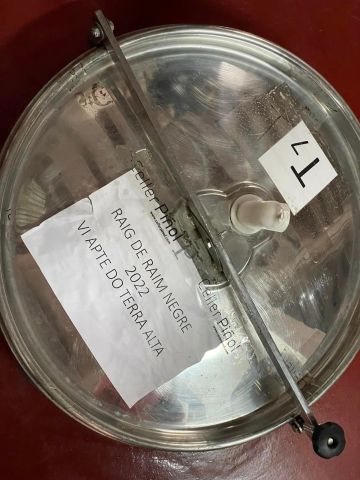 T7
Celler Piñol
RAIG DE RAIM NEGRE
2022
VI APTE DO TERRA ALTA
Celler Piñol